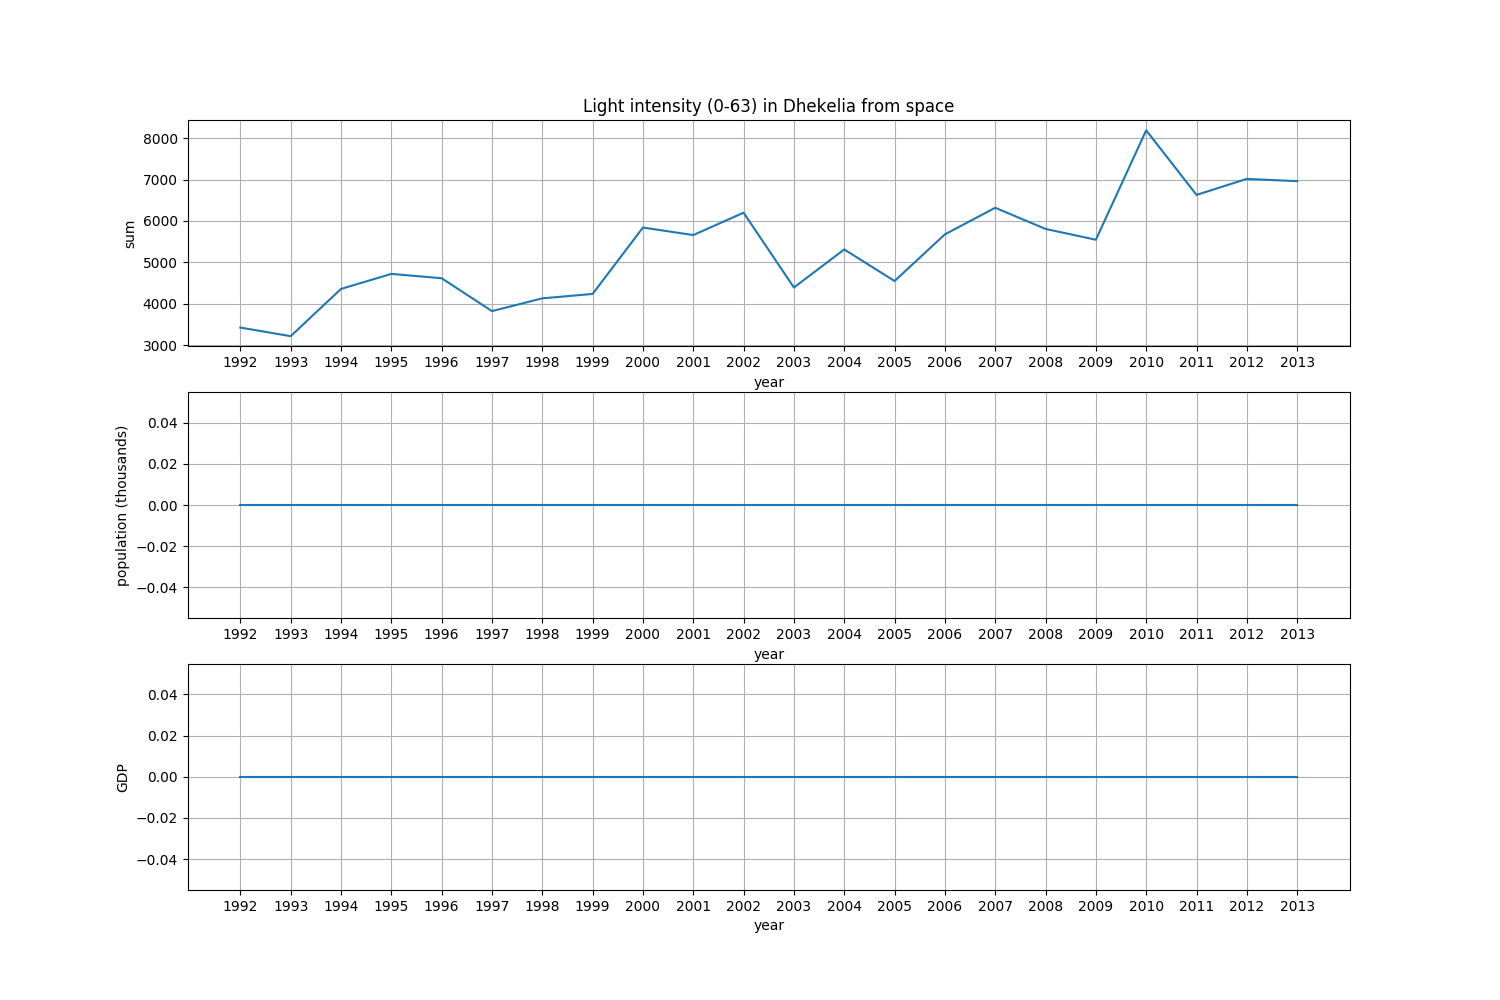 Light intensity (0-63) in Dhekelia from space
8000
7000
6000
5000
4000
3000
sum
1992 1993 1994 1995 1996 1997 1998 1999 2000 2001 2002 2003 2004 2005 2006 2007 2008 2009 2010 2011 2012 2013
year
0.04
0.02
0.00
−0.02
−0.04
population (thousands)
1992 1993 1994 1995 1996 1997 1998 1999 2000 2001 2002 2003 2004 2005 2006 2007 2008 2009 2010 2011 2012 2013
year
0.04
0.02
0.00
−0.02
−0.04
GDP
1992 1993 1994 1995 1996 1997 1998 1999 2000 2001 2002 2003 2004 2005 2006 2007 2008 2009 2010 2011 2012 2013
year